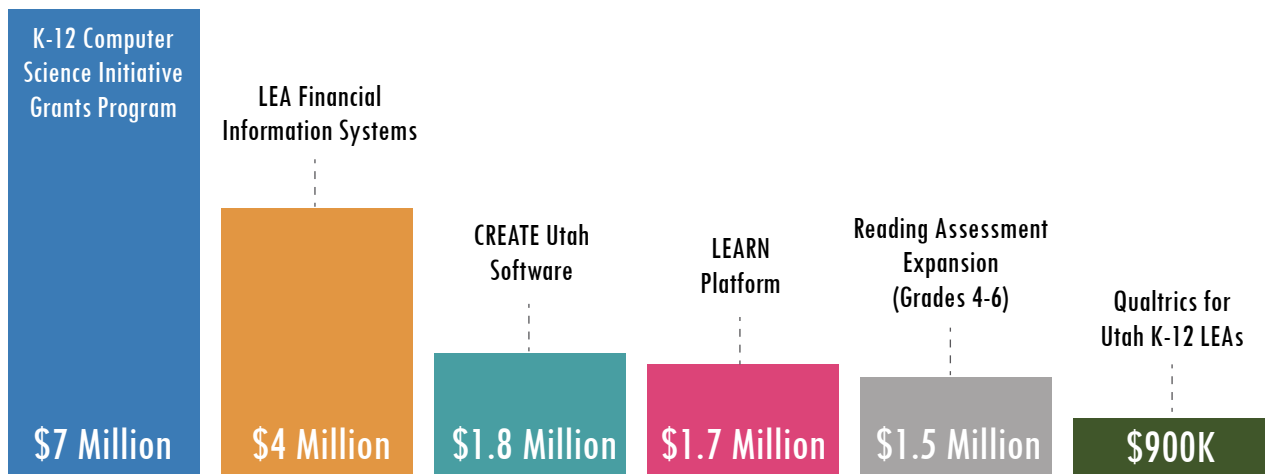 K-12 Computer
Science Initiative
Grants Program
$7 Million
LEA Financial
Information Systems
$4 Million
CREATE Utah
Software
$1.8 Million
LEARN
Platform
$1.7 Million
Reading Assessment
Expansion
(Grades 4-6)
$1.5 Million
Qualtrics for
Utah K-12 LEAs
$900K